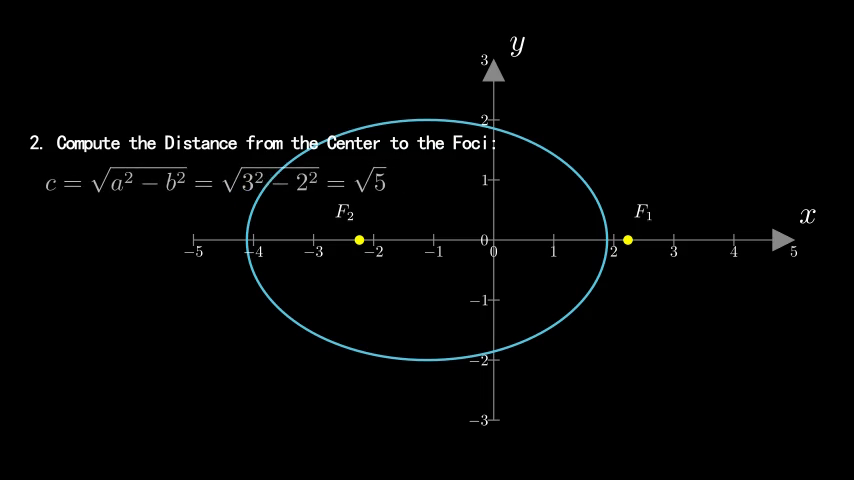 y
3
2
2. Compute the Distance from the Center to the Foci:
c = √(a² − b²) = √(3² − 2²) = √5
1
F₂ F₁
x
0
−5 −4 −3 −2 −1 0 1 2 3 4 5
−1
−2
−3